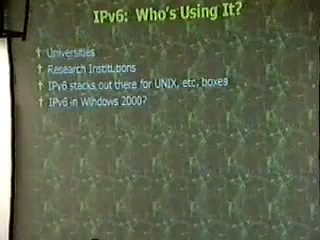 IPv6: Who's Using It?
Universities
Research Institutions
IPv6 stacks out there for UNIX, etc. boxes
IPv6 in Windows 2000?